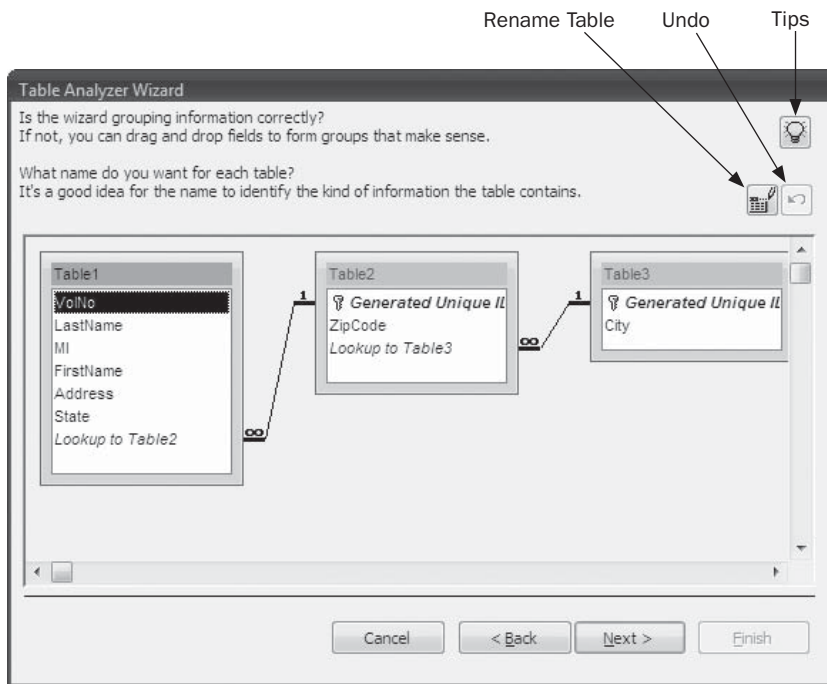 Rename Table
Undo
Tips
Table Analyzer Wizard
Is the wizard grouping information correctly?
If not, you can drag and drop fields to form groups that make sense.
What name do you want for each table?
It's a good idea for the name to identify the kind of information the table contains.
Table1
VolNo
LastName
MI
FirstName
Address
State
Lookup to Table2
∞
1
Table2
Generated Unique
ZipCode
Lookup to Table3
∞
1
Table3
Generated Unique
City
Cancel
< Back
Next >
Finish